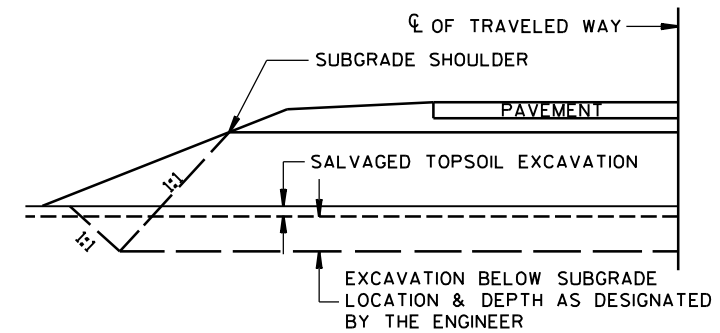 ℄ OF TRAVELED WAY
SUBGRADE SHOULDER
PAVEMENT
SALVAGED TOPSOIL EXCAVATION
1:1
1:1
EXCAVATION BELOW SUBGRADE
LOCATION & DEPTH AS DESIGNATED
BY THE ENGINEER